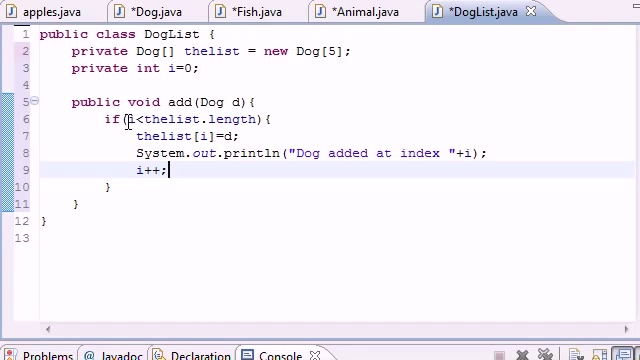 apples.java *Dog.java *Fish.java *Animal.java *DogList.java
1 public class DogList {
2 private Dog[] thelist = new Dog[5];
3 private int i=0;
4
5 public void add(Dog d){
6 if(i<thelist.length){
7 thelist[i]=d;
8 System.out.println("Dog added at index "+i);
9 i++;
10 }
11 }
12 }
13
Problems @ Javadoc Declaration Console